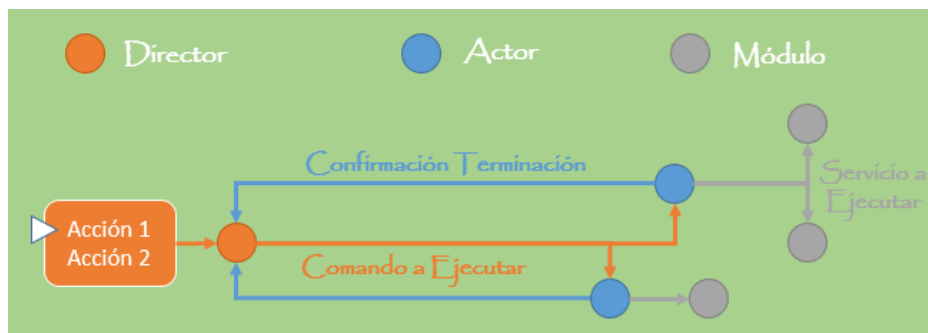 Director
Actor
Módulo
Confirmación Terminación
Servicio a
Ejecutar
Acción 1
Acción 2
Comando a Ejecutar